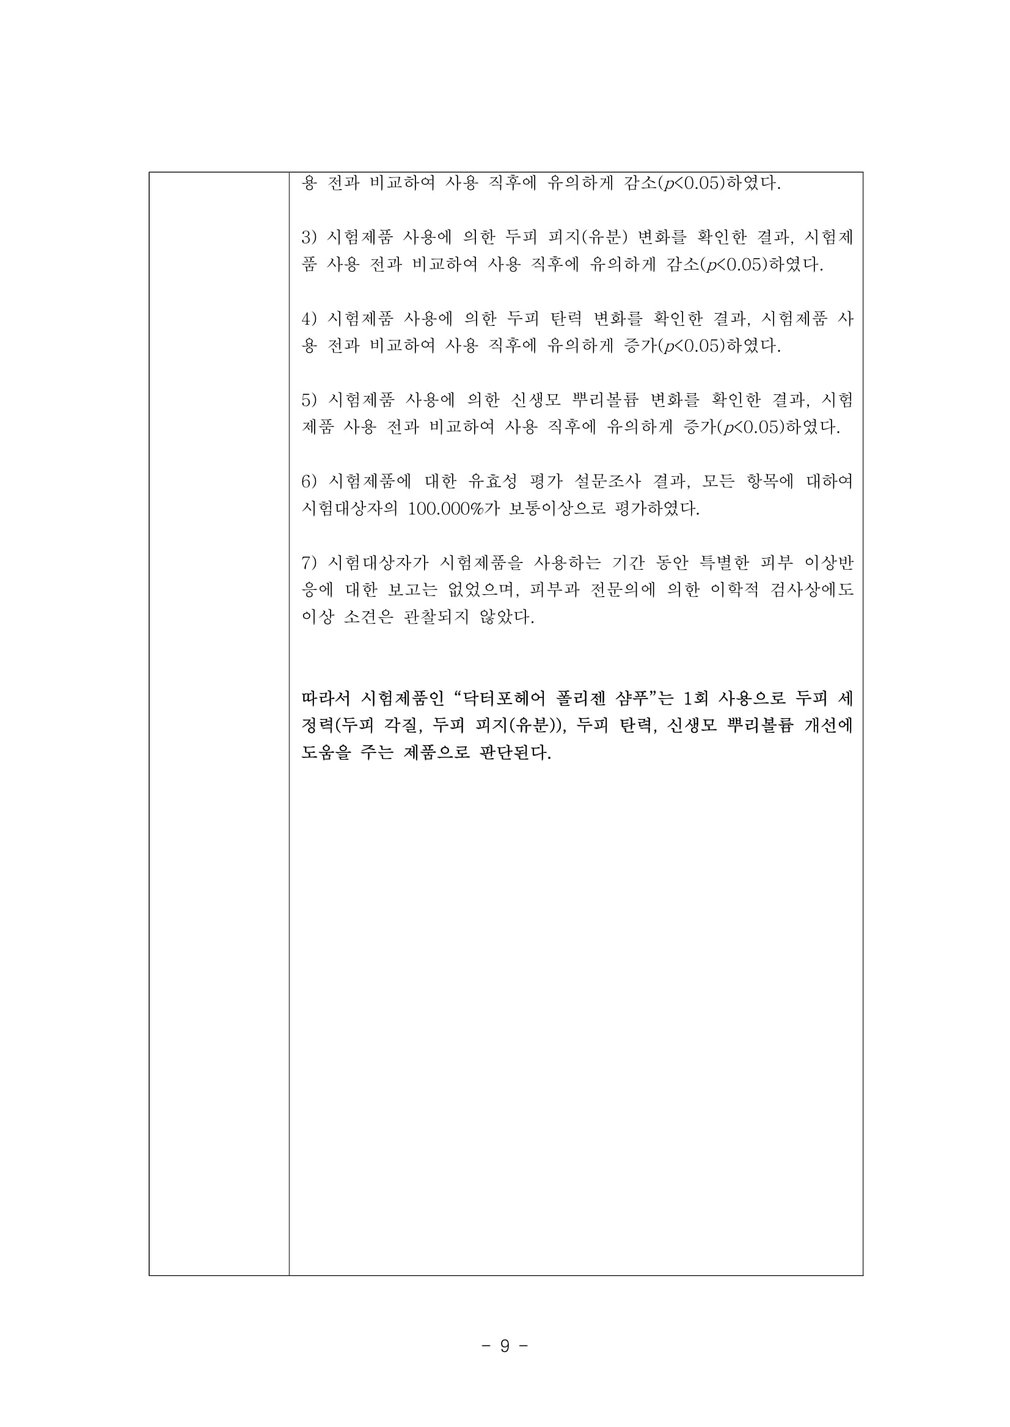 용 전과 비교하여 사용 직후에 유의하게 감소(p<0.05)하였다.
3) 시험제품 사용에 의한 두피 피지(유분) 변화를 확인한 결과, 시험제
품 사용 전과 비교하여 사용 직후에 유의하게 감소(p<0.05)하였다.
4) 시험제품 사용에 의한 두피 탄력 변화를 확인한 결과, 시험제품 사
용 전과 비교하여 사용 직후에 유의하게 증가(p<0.05)하였다.
5) 시험제품 사용에 의한 신생모 뿌리볼륨 변화를 확인한 결과, 시험
제품 사용 전과 비교하여 사용 직후에 유의하게 증가(p<0.05)하였다.
6) 시험제품에 대한 유효성 평가 설문조사 결과, 모든 항목에 대하여
시험대상자의 100.000%가 보통이상으로 평가하였다.
7) 시험대상자가 시험제품을 사용하는 기간 동안 특별한 피부 이상반
응에 대한 보고는 없었으며, 피부과 전문의에 의한 이학적 검사상에도
이상 소견은 관찰되지 않았다.
따라서 시험제품인 “닥터포헤어 폴리젠 샴푸”는 1회 사용으로 두피 세
정력(두피 각질, 두피 피지(유분)), 두피 탄력, 신생모 뿌리볼륨 개선에
도움을 주는 제품으로 판단된다.
- 9 -